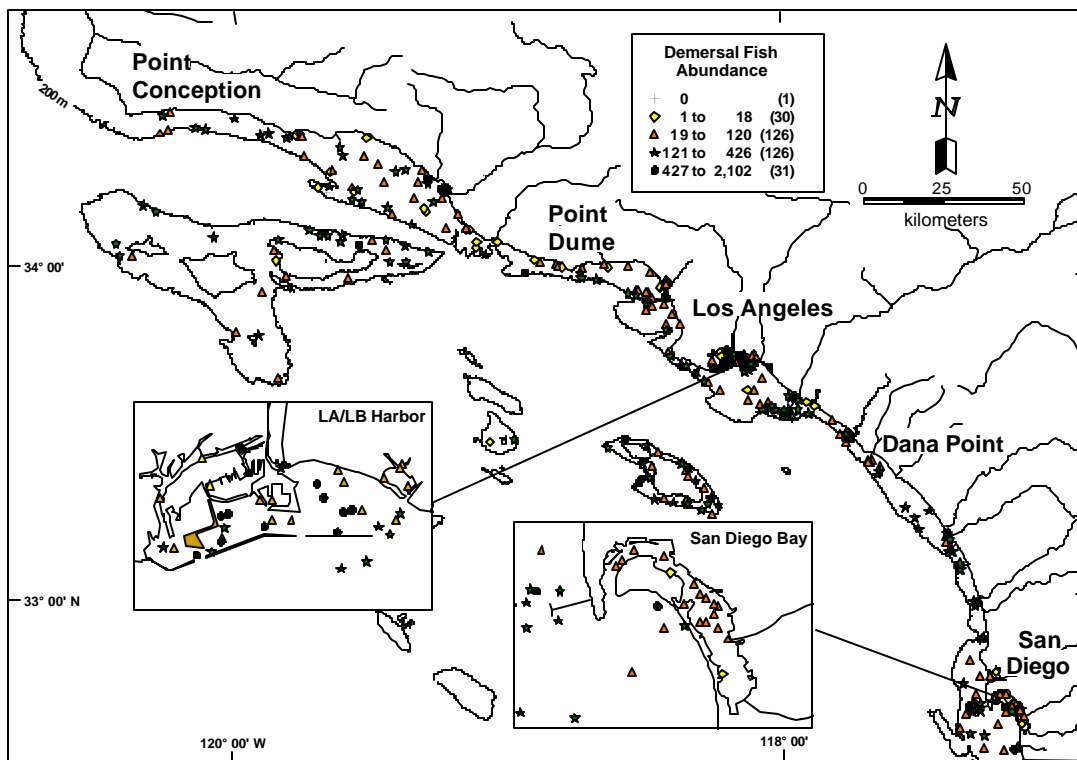 Point
Conception
200m
Demersal Fish
Abundance
0 (1)
1 to 18 (30)
19 to 120 (126)
121 to 426 (126)
427 to 2,102 (31)
N
0 25 50
kilometers
Point
Dume
34° 00'
Los Angeles
LA/LB Harbor
Dana Point
San Diego Bay
33° 00' N
San
Diego
120° 00' W
118° 00'